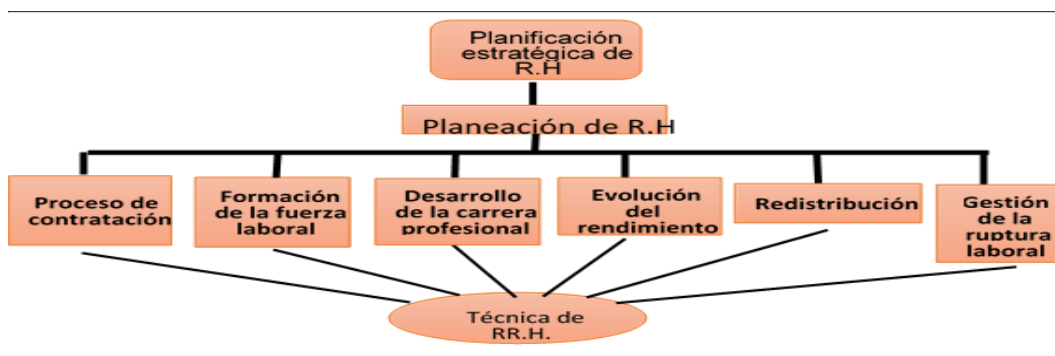 Planificación
estratégica de
R.H
Planeación de R.H
Proceso de
contratación
Formación
de la fuerza
laboral
Desarrollo
de la carrera
profesional
Evolución
del
rendimiento
Redistribución
Gestión
de la
ruptura
laboral
Técnica de
RR.H.